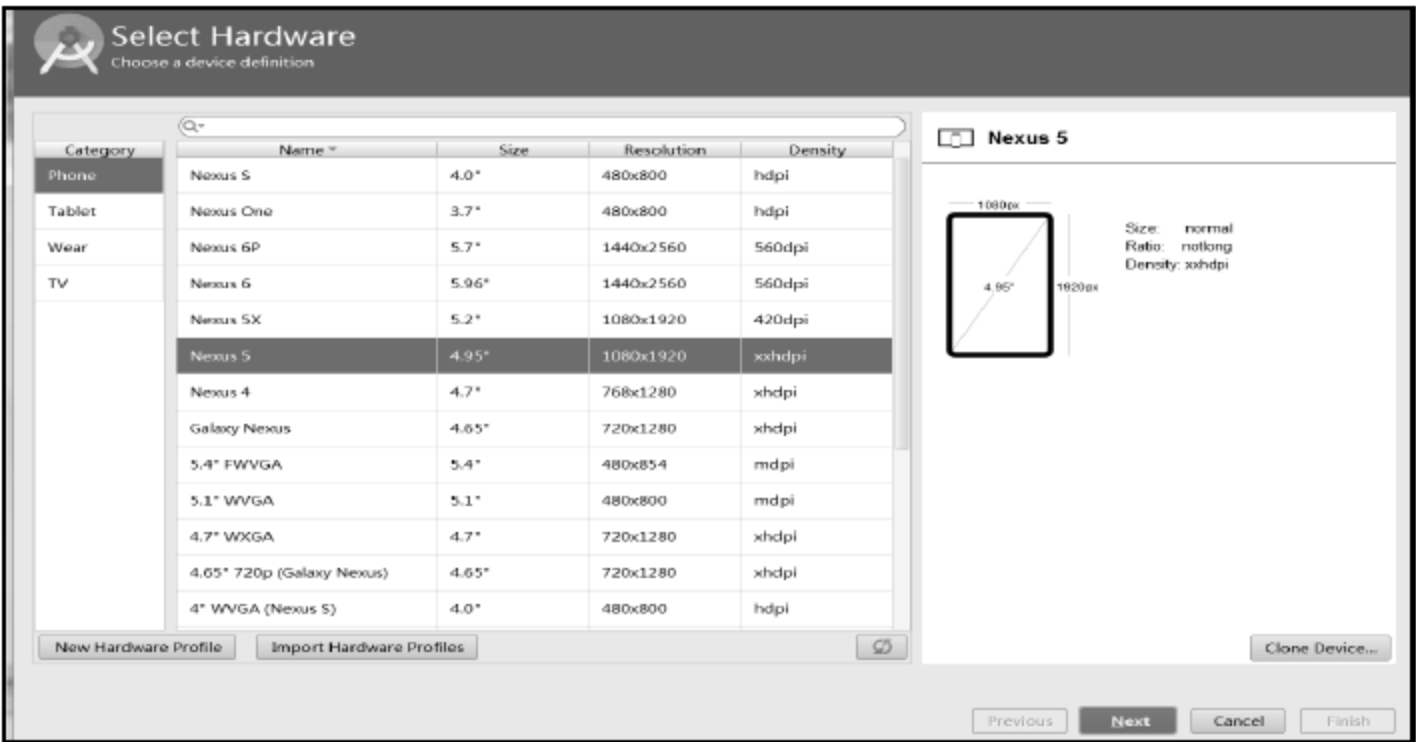 Select Hardware
Choose a device definition
Category
Phone
Tablet
Wear
TV
Name Size Resolution Density
Nexus S 4.0" 480x800 hdpi
Nexus One 3.7" 480x800 hdpi
Nexus 6P 5.7" 1440x2560 560dpi
Nexus 6 5.96" 1440x2560 560dpi
Nexus 5X 5.2" 1080x1920 420dpi
Nexus 5 4.95" 1080x1920 xxhdpi
Nexus 4 4.7" 768x1280 xhdpi
Galaxy Nexus 4.65" 720x1280 xhdpi
5.4" FWVGA 5.4" 480x854 mdpi
5.1" WVGA 5.1" 480x800 mdpi
4.7" WXGA 4.7" 720x1280 xhdpi
4.65" 720p (Galaxy Nexus) 4.65" 720x1280 xhdpi
4" WVGA (Nexus S) 4.0" 480x800 hdpi
New Hardware Profile Import Hardware Profiles
Nexus 5
1080px
4.95"
1920px
Size: normal
Ratio: notlong
Density: xxhdpi
Clone Device...
Previous Next Cancel Finish